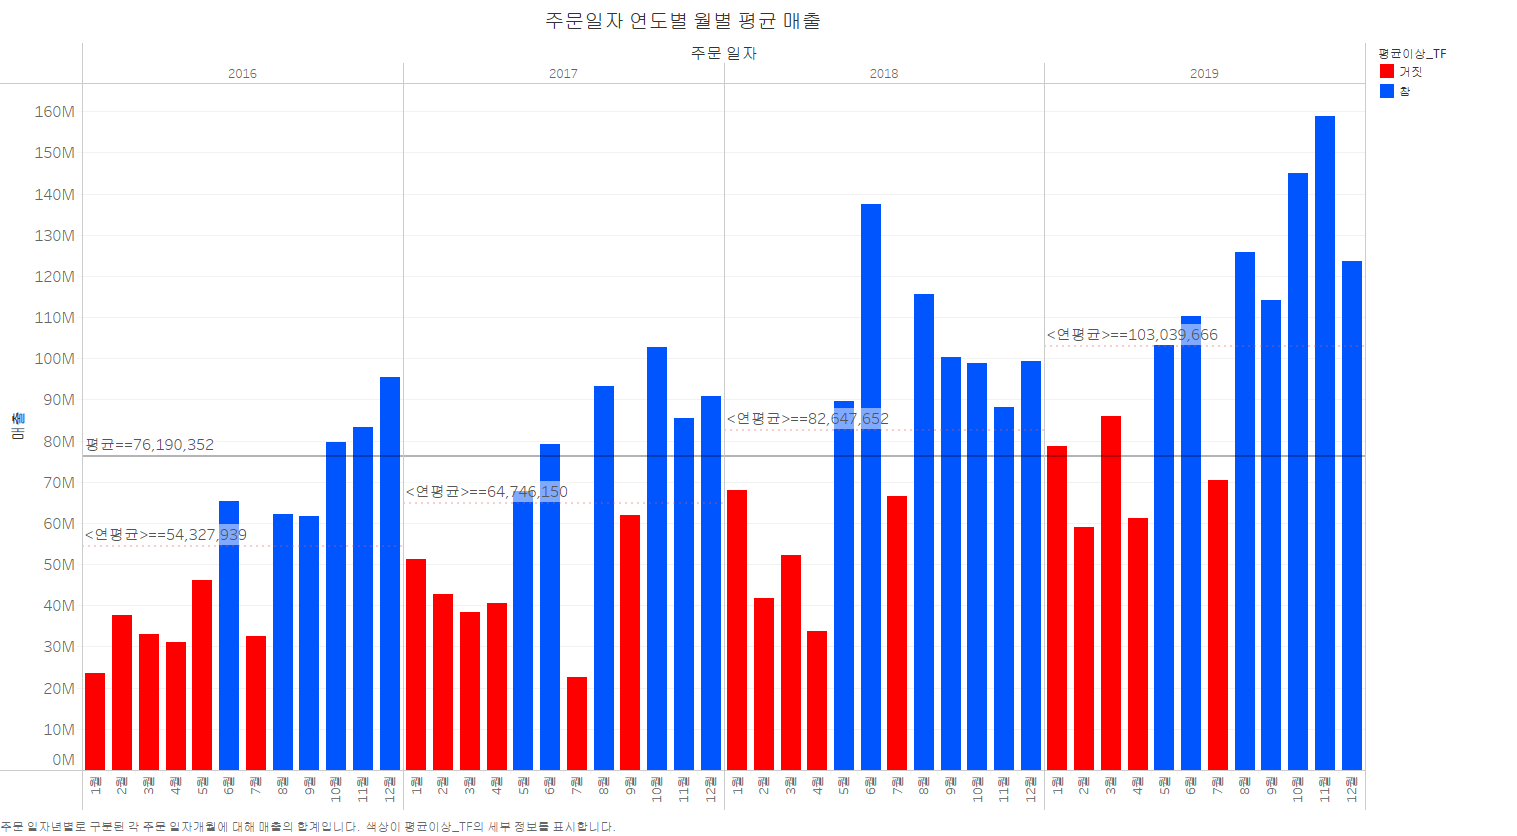 주문일자 연도별 월별 평균 매출
주문 일자
2016 2017 2018 2019
평균이상_TF
거짓
참
160M
150M
140M
130M
120M
110M
100M
90M
80M
70M
60M
50M
40M
30M
20M
10M
0M
매출
<연평균>==103,039,666
<연평균>==82,647,652
평균==76,190,352
<연평균>==64,746,150
<연평균>==54,327,939
1월 2월 3월 4월 5월 6월 7월 8월 9월 10월 11월 12월 1월 2월 3월 4월 5월 6월 7월 8월 9월 10월 11월 12월 1월 2월 3월 4월 5월 6월 7월 8월 9월 10월 11월 12월 1월 2월 3월 4월 5월 6월 7월 8월 9월 10월 11월 12월
주문 일자년별로 구분된 각 주문 일자개월에 대해 매출의 합계입니다. 색상이 평균이상_TF의 세부 정보를 표시합니다.